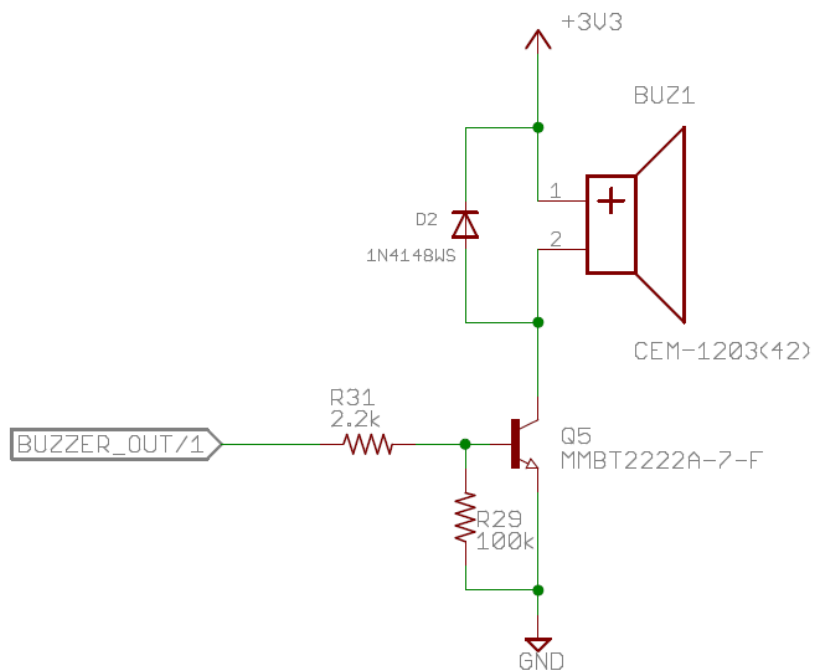 +3V3
BUZ1
1
+
D2
2
1N4148WS
CEM-1203(42)
R31
2.2k
BUZZER_OUT/1
Q5
MMBT2222A-7-F
R29
100k
GND